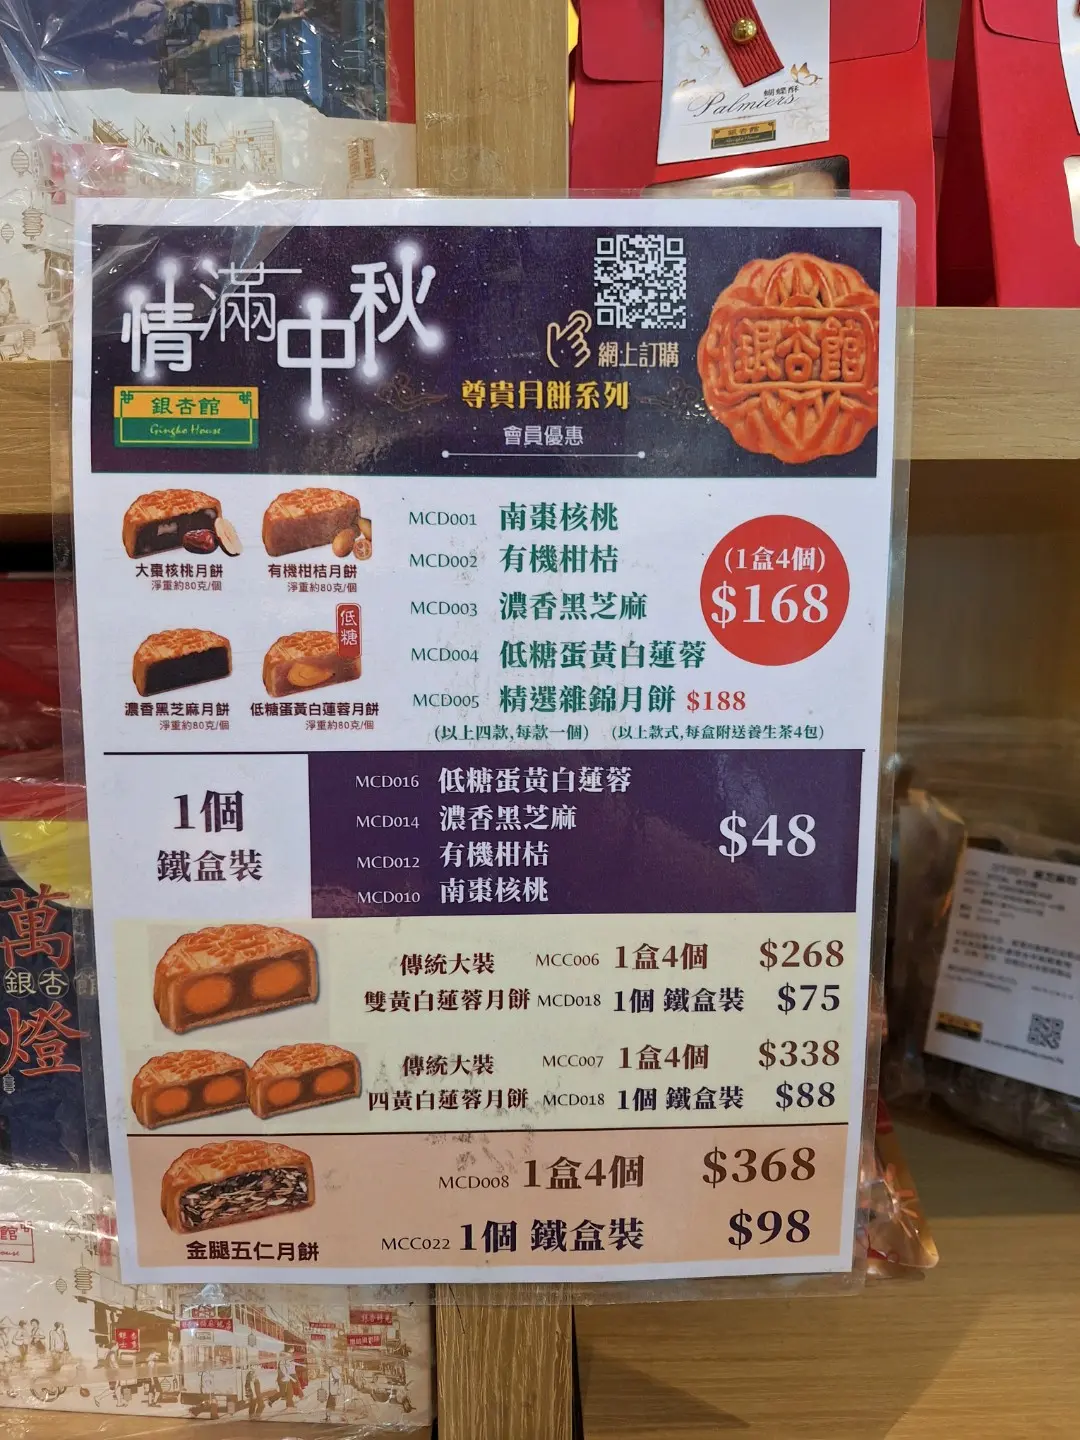 蝴蝶酥
Palmiers
銀杏館
Gingko House
情滿中秋
網上訂購
銀杏館
銀杏館
Gingko House
尊貴月餅系列
會員優惠
大棗核桃月餅
淨重約80克/個
有機柑桔月餅
淨重約80克/個
低糖
濃香黑芝麻月餅
淨重約80克/個
低糖蛋黃白蓮蓉月餅
淨重約80克/個
MCD001 南棗核桃
MCD002 有機柑桔
MCD003 濃香黑芝麻
MCD004 低糖蛋黃白蓮蓉
(1盒4個)
$168
MCD005 精選雜錦月餅 $188
(以上四款,每款一個) (以上款式,每盒附送養生茶4包)
1個
鐵盒裝
MCD016 低糖蛋黃白蓮蓉
MCD014 濃香黑芝麻
MCD012 有機柑桔
MCD010 南棗核桃
$48
傳統大裝 MCC006 1盒4個 $268
雙黃白蓮蓉月餅 MCD018 1個 鐵盒裝 $75
傳統大裝 MCC007 1盒4個 $338
四黃白蓮蓉月餅 MCD018 1個 鐵盒裝 $88
MCD008 1盒4個 $368
金腿五仁月餅 MCC022 1個 鐵盒裝 $98
萬
銀杏館
燈